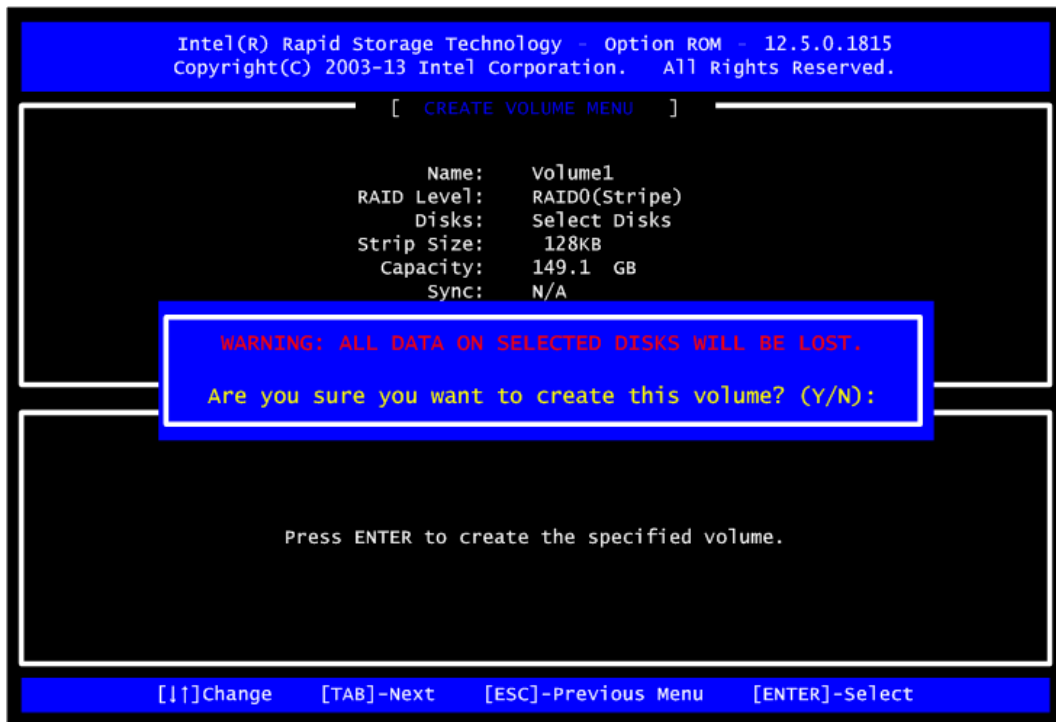 Intel(R) Rapid Storage Technology - Option ROM - 12.5.0.1815
Copyright(C) 2003-13 Intel Corporation. All Rights Reserved.
[ CREATE VOLUME MENU ]
Name: Volume1
RAID Level: RAID0(Stripe)
Disks: Select Disks
Strip Size: 128KB
Capacity: 149.1 GB
Sync: N/A
WARNING: ALL DATA ON SELECTED DISKS WILL BE LOST.
Are you sure you want to create this volume? (Y/N):
Press ENTER to create the specified volume.
[↓↑]Change [TAB]-Next [ESC]-Previous Menu [ENTER]-Select